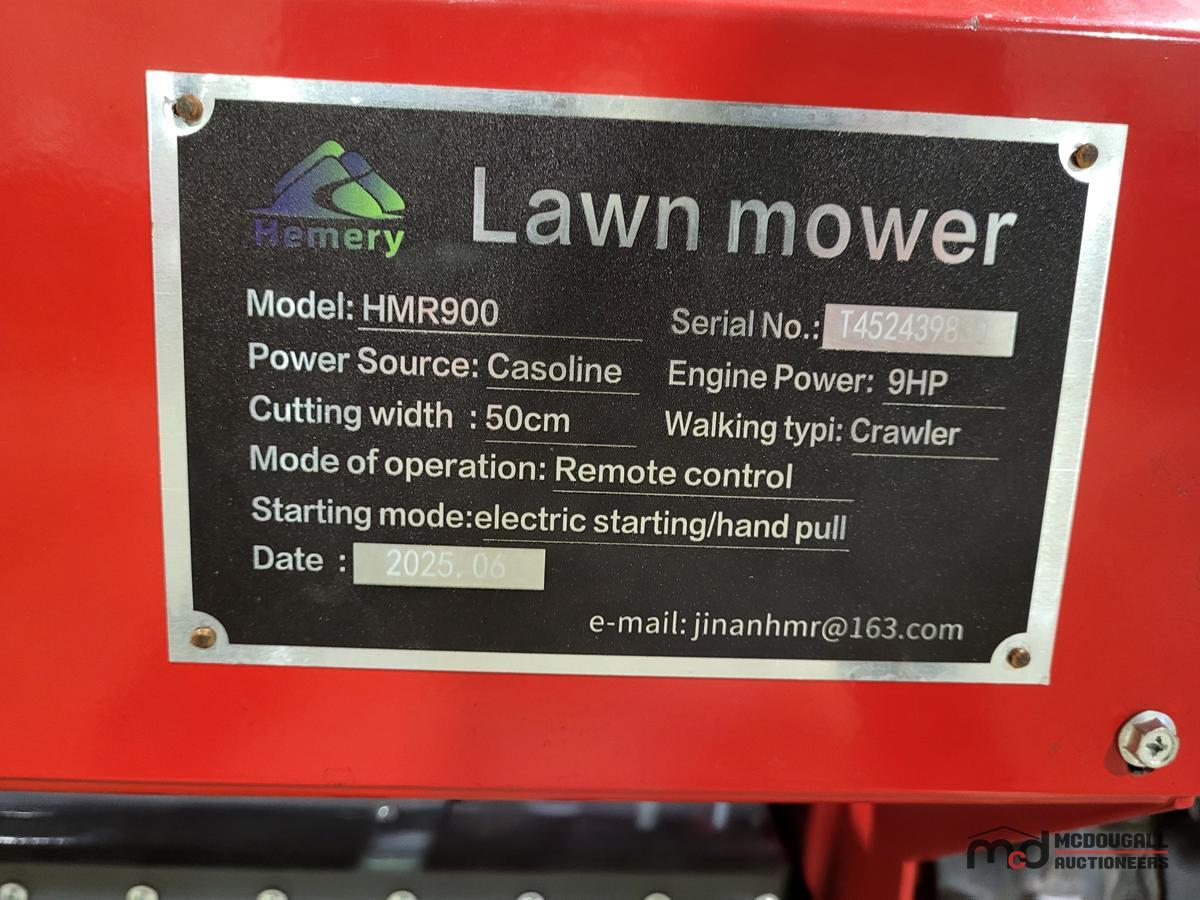 Hemery
Lawn mower
Model: HMR900
Serial No.:
Power Source: Casoline
Engine Power: 9HP
Cutting width : 50cm
Walking typi: Crawler
Mode of operation: Remote control
Starting mode:electric starting/hand pull
Date : 2025.06
e-mail: jinanhmr@163.com
mcd MCDOUGALL
AUCTIONEERS